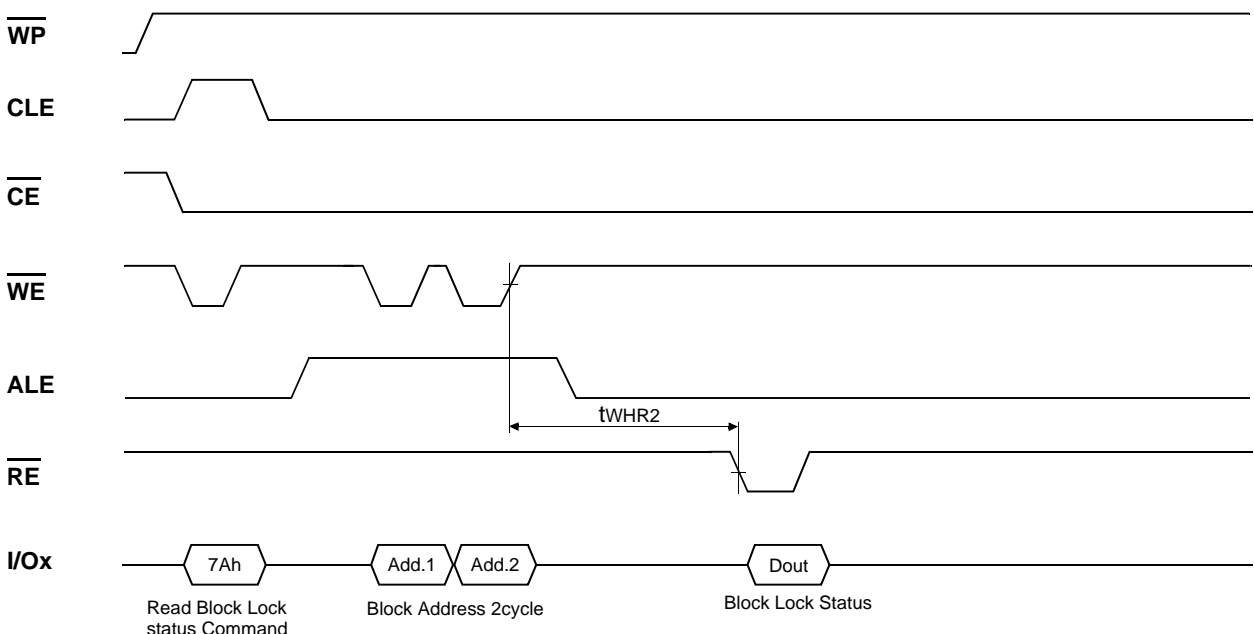 WP
CLE
CE
WE
ALE
tWHR2
RE
I/Ox
7Ah
Add.1
Add.2
Dout
Read Block Lock
status Command
Block Address 2cycle
Block Lock Status